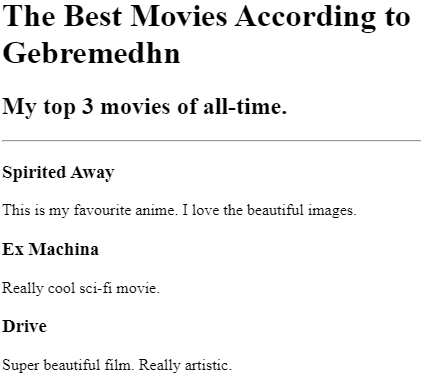 The Best Movies According to
Gebremedhn
My top 3 movies of all-time.
Spirited Away
This is my favourite anime. I love the beautiful images.
Ex Machina
Really cool sci-fi movie.
Drive
Super beautiful film. Really artistic.